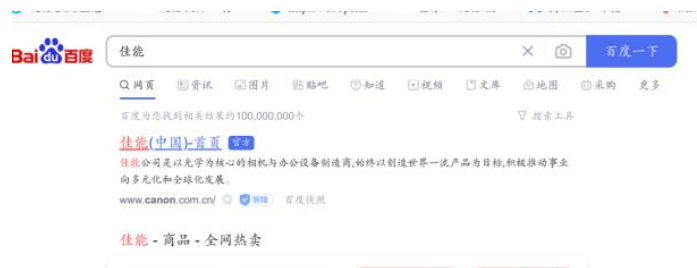 Bai du 百度
佳能
百度一下
网页 资讯 图片 贴吧 知道 视频 文库 地图 采购 更多
百度为您找到相关结果约100,000,000个
搜索工具
佳能(中国)-首页 官方
佳能公司是以光学为核心的相机与办公设备制造商,始终以创造世界一流产品为目标,积极推动事业
向多元化和全球化发展。
www.canon.com.cn/ 保障 百度快照
佳能 - 商品 - 全网热卖